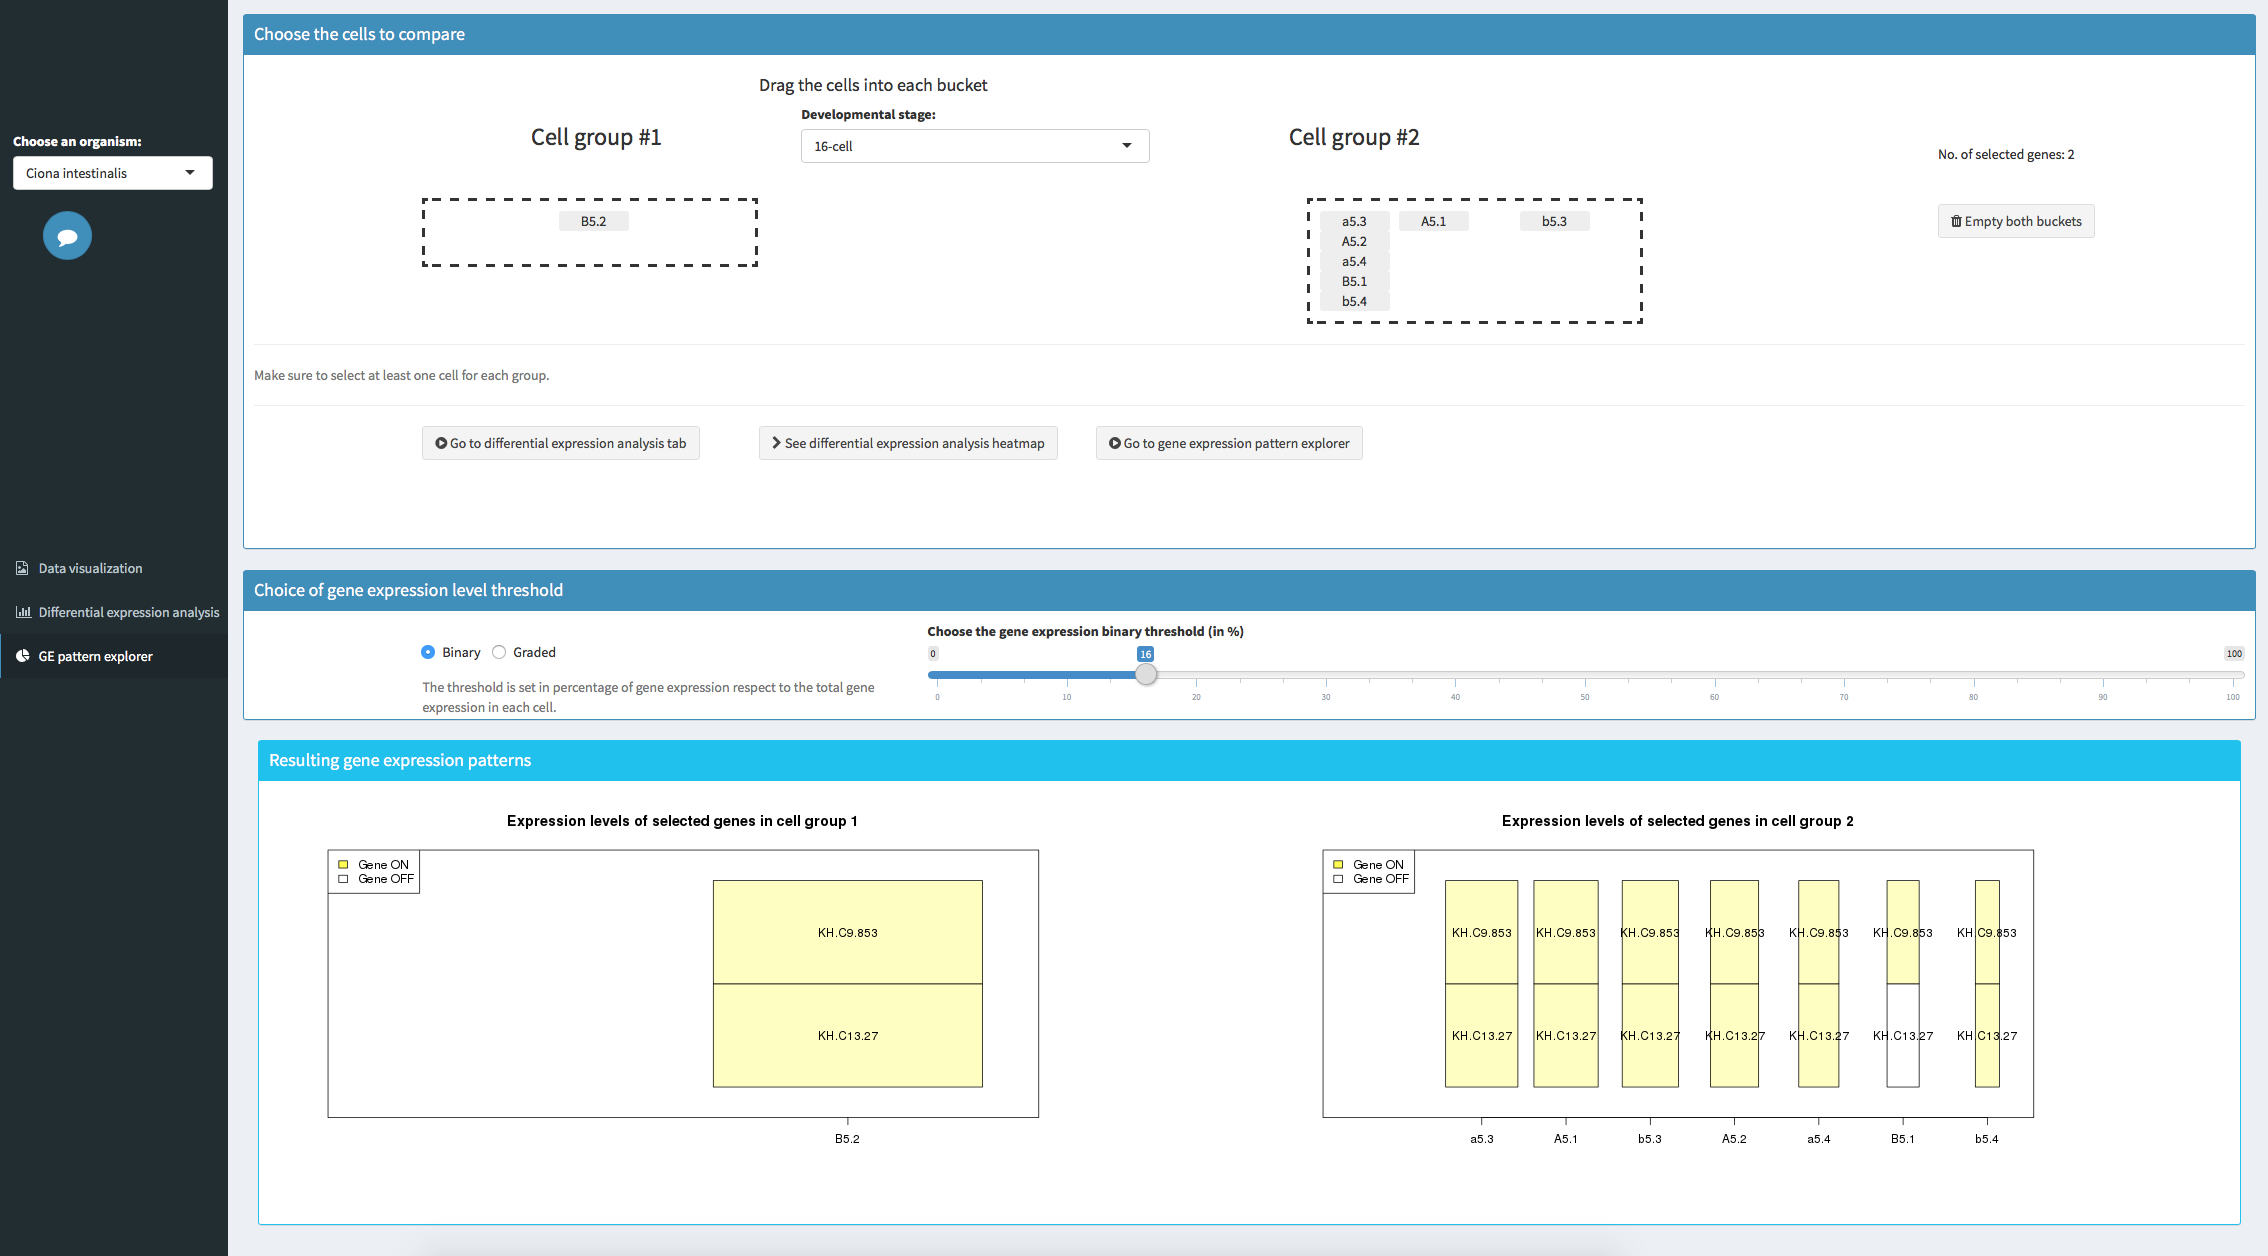 Choose an organism:
Ciona intestinalis
Data visualization
Differential expression analysis
GE pattern explorer
Choose the cells to compare
Drag the cells into each bucket
Cell group #1
Developmental stage:
16-cell
Cell group #2
No. of selected genes: 2
B5.2
a5.3 A5.1 b5.3
A5.2
a5.4
B5.1
b5.4
Empty both buckets
Make sure to select at least one cell for each group.
Go to differential expression analysis tab
See differential expression analysis heatmap
Go to gene expression pattern explorer
Choice of gene expression level threshold
Binary Graded
The threshold is set in percentage of gene expression respect to the total gene
expression in each cell.
Choose the gene expression binary threshold (in %)
0 16 100
0 10 20 30 40 50 60 70 80 90 100
Resulting gene expression patterns
Expression levels of selected genes in cell group 1
Gene ON
Gene OFF
KH.C9.853
KH.C13.27
B5.2
Expression levels of selected genes in cell group 2
Gene ON
Gene OFF
KH.C9.853 KH.C9.853 KH.C9.853 KH.C9.853 KH.C9.853 KH.C9.853 KH.C9.853
KH.C13.27 KH.C13.27 KH.C13.27 KH.C13.27 KH.C13.27 KH.C13.27 KH.C13.27
a5.3 A5.1 b5.3 A5.2 a5.4 B5.1 b5.4